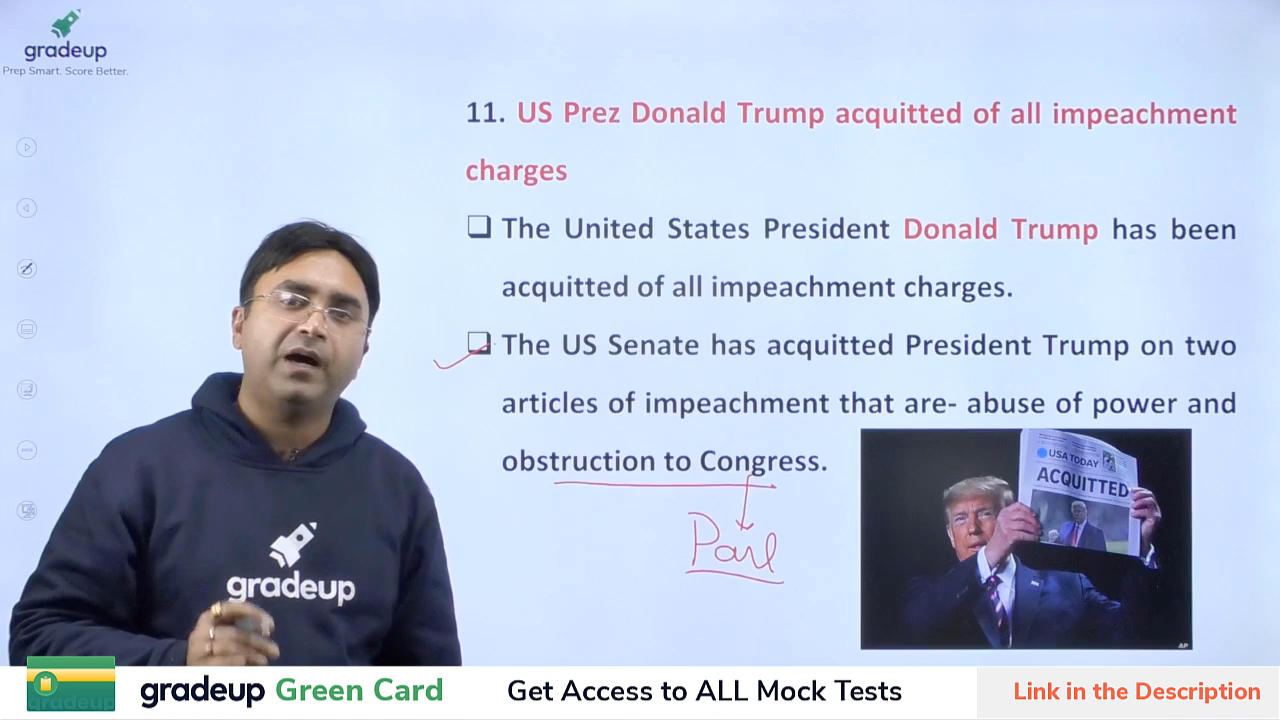 gradeup
Prep Smart. Score Better.
11. US Prez Donald Trump acquitted of all impeachment
charges
The United States President Donald Trump has been
acquitted of all impeachment charges.
The US Senate has acquitted President Trump on two
articles of impeachment that are- abuse of power and
obstruction to Congress.
Parl
USA TODAY
ACQUITTED
AP
gradeup
gradeup
gradeup Green Card
Get Access to ALL Mock Tests
Link in the Description